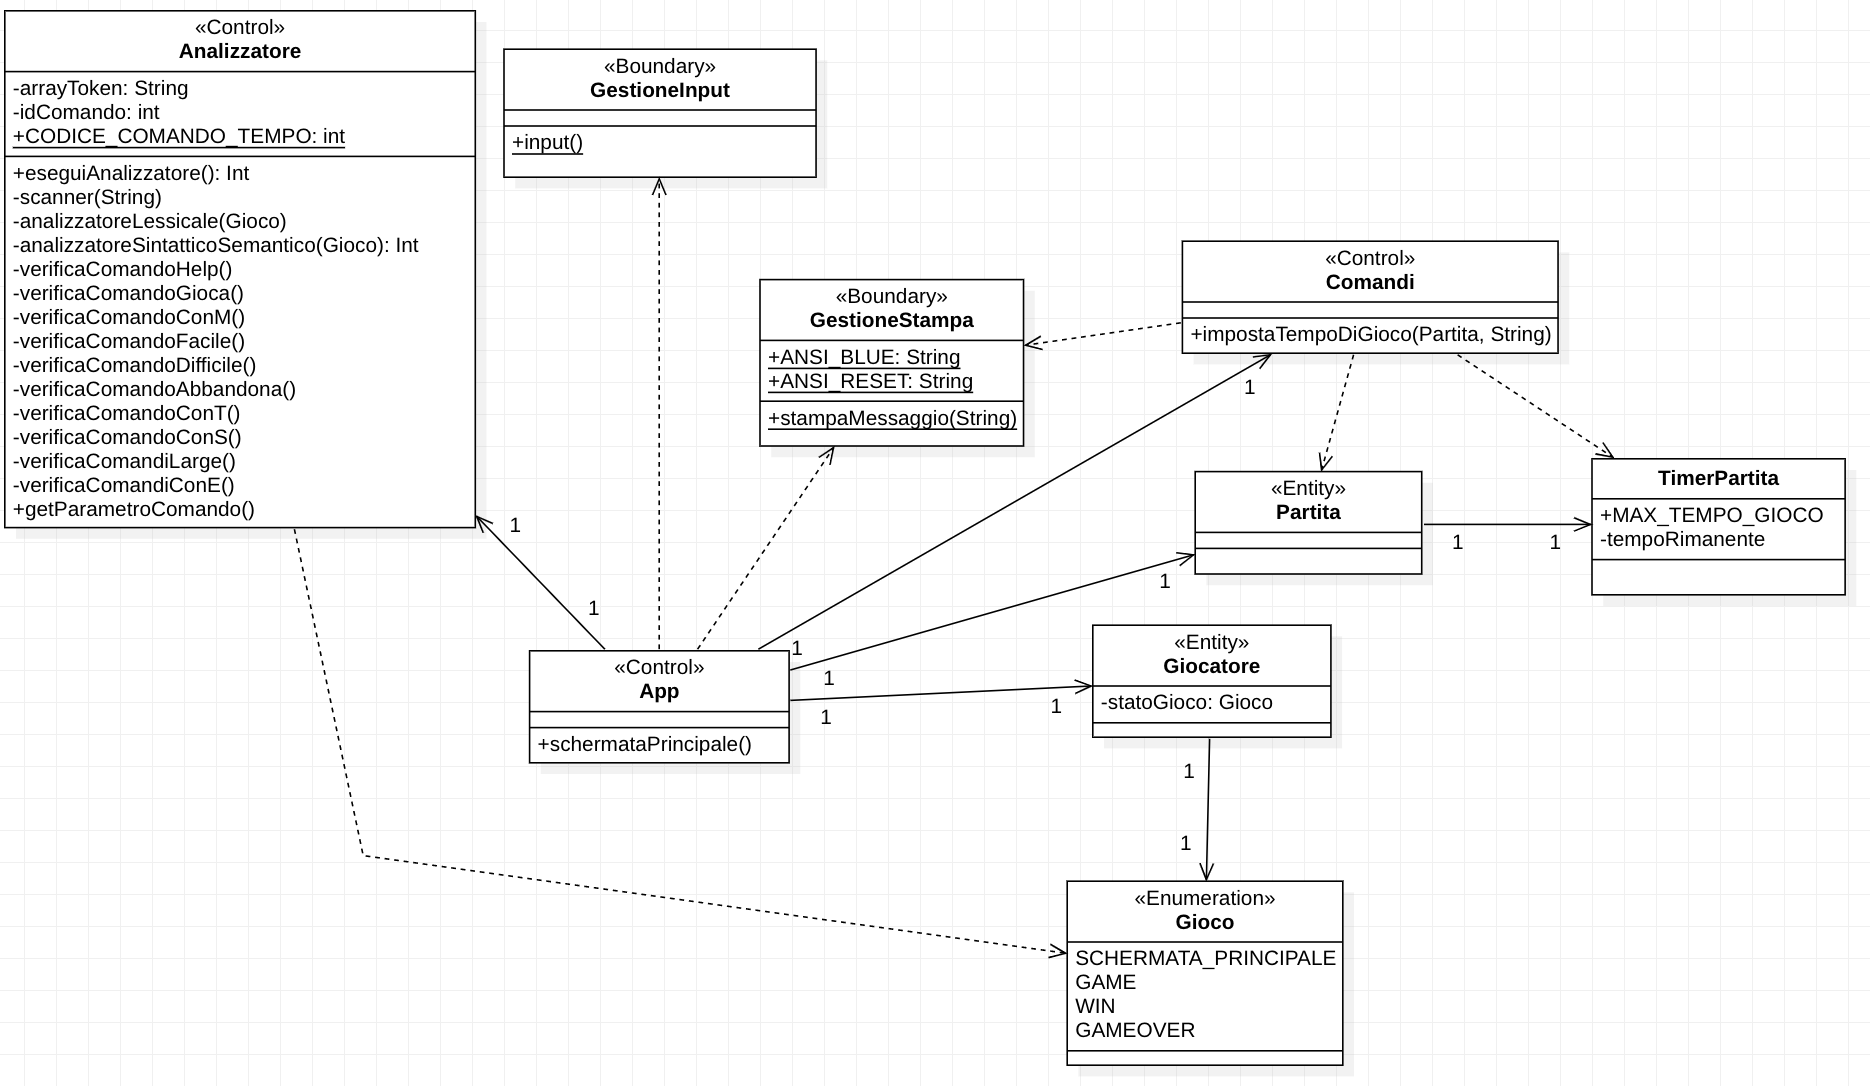 «Control»
Analizzatore
-arrayToken: String
-idComando: int
+CODICE_COMANDO_TEMPO: int
+eseguiAnalizzatore(): Int
-scanner(String)
-analizzatoreLessicale(Gioco)
-analizzatoreSintatticoSemantico(Gioco): Int
-verificaComandoHelp()
-verificaComandoGioca()
-verificaComandoConM()
-verificaComandoFacile()
-verificaComandoDifficile()
-verificaComandoAbbandona()
-verificaComandoConT()
-verificaComandoConS()
-verificaComandiLarge()
-verificaComandiConE()
+getParametroComando()
«Boundary»
GestioneInput
+input()
«Boundary»
GestioneStampa
+ANSI_BLUE: String
+ANSI_RESET: String
+stampaMessaggio(String)
«Control»
Comandi
+impostaTempoDiGioco(Partita, String)
1
«Entity»
Partita
1
1
TimerPartita
+MAX_TEMPO_GIOCO
-tempoRimanente
1
1
1
1
1
«Control»
App
+schermataPrincipale()
1
1
«Entity»
Giocatore
-statoGioco: Gioco
1
1
«Enumeration»
Gioco
SCHERMATA_PRINCIPALE
GAME
WIN
GAMEOVER